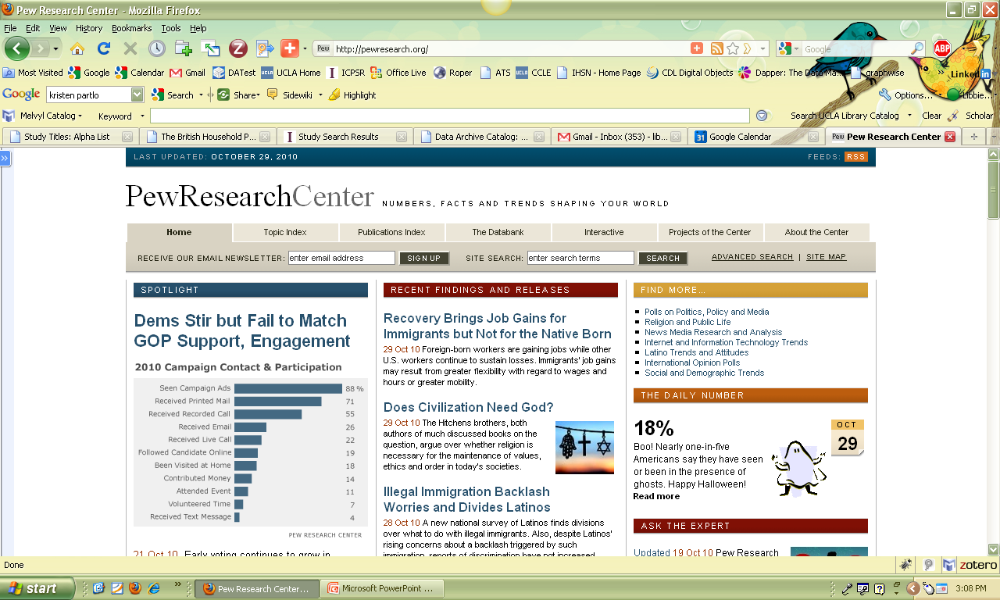 Pew Research Center - Mozilla Firefox
File Edit View History Bookmarks Tools Help
Pew http://pewresearch.org/ Google ABP
Most Visited Google Calendar Gmail DATest UCLA Home ICPSR Office Live Roper ATS CCLE IHSN - Home Page CDL Digital Objects Dapper: The Data Ma... graphwise » Linked in
Google kristen partlo Search Share Sidewiki Highlight Options... Libbie...
Melvyl Catalog Keyword Search UCLA Library Catalog Clear Scholar
Study Titles: Alpha List The British Household P... Study Search Results Data Archive Catalog: ... Gmail - Inbox (353) - lib... 31 Google Calendar Pew Pew Research Center
LAST UPDATED: OCTOBER 29, 2010 FEEDS: RSS
PewResearchCenter NUMBERS, FACTS AND TRENDS SHAPING YOUR WORLD
Home Topic Index Publications Index The Databank Interactive Projects of the Center About the Center
RECEIVE OUR EMAIL NEWSLETTER: enter email address SIGN UP SITE SEARCH: enter search terms SEARCH ADVANCED SEARCH | SITE MAP
SPOTLIGHT
Dems Stir but Fail to Match
GOP Support, Engagement
2010 Campaign Contact & Participation
Seen Campaign Ads 88 %
Received Printed Mail 71
Received Recorded Call 55
Received Email 26
Received Live Call 22
Followed Candidate Online 19
Been Visited at Home 18
Contributed Money 14
Attended Event 11
Volunteered Time 7
Received Text Message 4
PEW RESEARCH CENTER
21 Oct 10 Early voting continues to grow in
RECENT FINDINGS AND RELEASES
Recovery Brings Job Gains for
Immigrants but Not for the Native Born
29 Oct 10 Foreign-born workers are gaining jobs while other
U.S. workers continue to sustain losses. Immigrants' job gains
may result from greater flexibility with regard to wages and
hours or greater mobility.
Does Civilization Need God?
29 Oct 10 The Hitchens brothers, both
authors of much discussed books on the
question, argue over whether religion is
necessary for the maintenance of values,
ethics and order in today's societies.
Illegal Immigration Backlash
Worries and Divides Latinos
28 Oct 10 A new national survey of Latinos finds divisions
over what to do with illegal immigrants. Also, despite Latinos'
rising concerns about a backlash triggered by such
immigration, reports of discrimination have not increased
FIND MORE...
Polls on Politics, Policy and Media
Religion and Public Life
News Media Research and Analysis
Internet and Information Technology Trends
Latino Trends and Attitudes
International Opinion Polls
Social and Demographic Trends
THE DAILY NUMBER
18%
OCT
29
Boo! Nearly one-in-five
Americans say they have seen
or been in the presence of
ghosts. Happy Halloween!
Read more
ASK THE EXPERT
Updated 19 Oct 10 Pew Research
Done zotero
start » Pew Research Center... Microsoft PowerPoint ... 3:08 PM